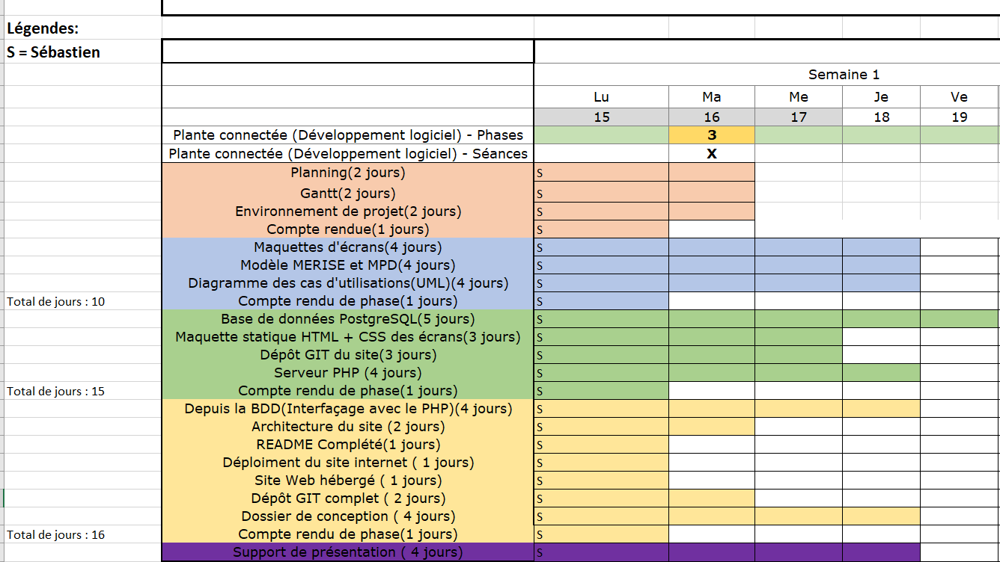 Légendes:
S = Sébastien
Semaine 1
Lu Ma Me Je Ve
15 16 17 18 19
Plante connectée (Développement logiciel) - Phases 3
Plante connectée (Développement logiciel) - Séances X
Planning(2 jours) S
Gantt(2 jours) S
Environnement de projet(2 jours) S
Compte rendue(1 jours) S
Maquettes d'écrans(4 jours) S
Modèle MERISE et MPD(4 jours) S
Diagramme des cas d'utilisations(UML)(4 jours) S
Total de jours : 10 Compte rendu de phase(1 jours) S
Base de données PostgreSQL(5 jours) S
Maquette statique HTML + CSS des écrans(3 jours) S
Dépôt GIT du site(3 jours) S
Serveur PHP (4 jours) S
Total de jours : 15 Compte rendu de phase(1 jours) S
Depuis la BDD(Interfaçage avec le PHP)(4 jours) S
Architecture du site (2 jours) S
README Complété(1 jours) S
Déploiment du site internet ( 1 jours) S
Site Web hébergé ( 1 jours) S
Dépôt GIT complet ( 2 jours) S
Dossier de conception ( 4 jours) S
Total de jours : 16 Compte rendu de phase(1 jours) S
Support de présentation ( 4 jours) S